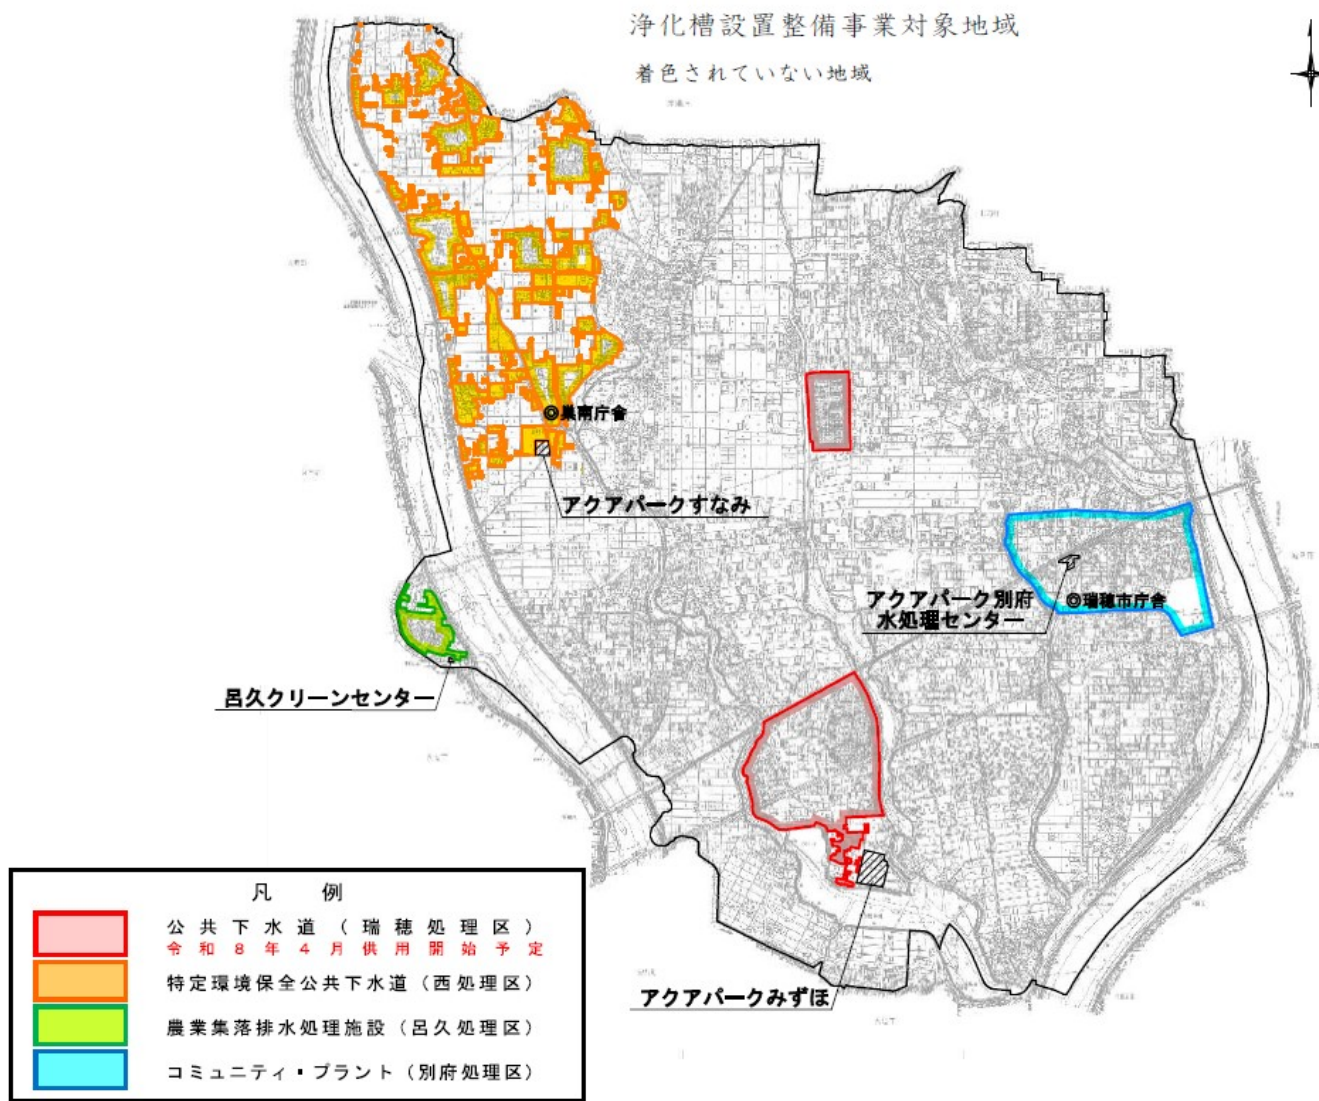 浄化槽設置整備事業対象地域
着色されていない地域
◎巣南庁舎
アクアパークすなみ
アクアパーク別府
水処理センター
◎瑞穂市庁舎
呂久クリーンセンター
アクアパークみずほ
凡 例
公共下水道(瑞穂処理区)
令和8年4月供用開始予定
特定環境保全公共下水道(西処理区)
農業集落排水処理施設(呂久処理区)
コミュニティ・プラント(別府処理区)